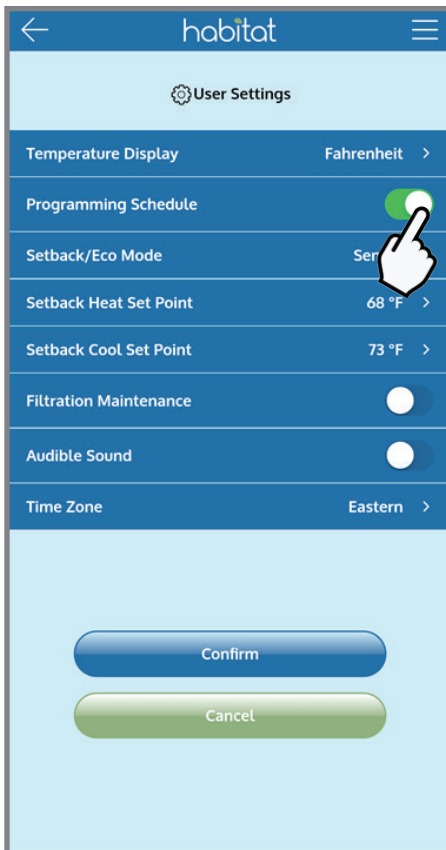 habitat
User Settings
Temperature Display Fahrenheit >
Programming Schedule
Setback/Eco Mode
Setback Heat Set Point 68 °F >
Setback Cool Set Point 73 °F >
Filtration Maintenance
Audible Sound
Time Zone Eastern >
Confirm
Cancel